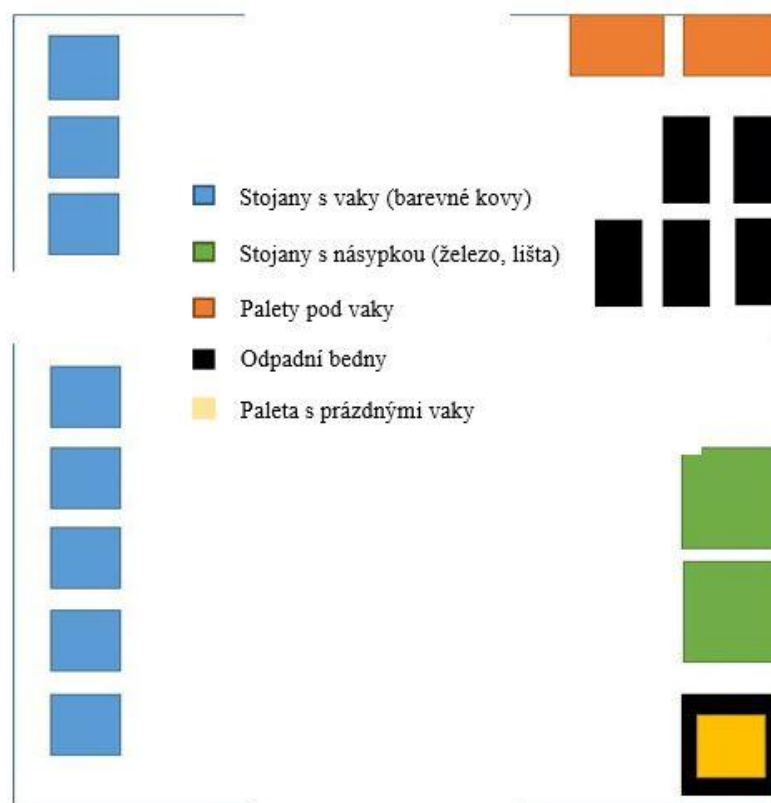 Stojany s vaky (barevné kovy)
Stojany s násypkou (železo, lišta)
Palety pod vaky
Odpadní bedny
Paleta s prázdnými vaky